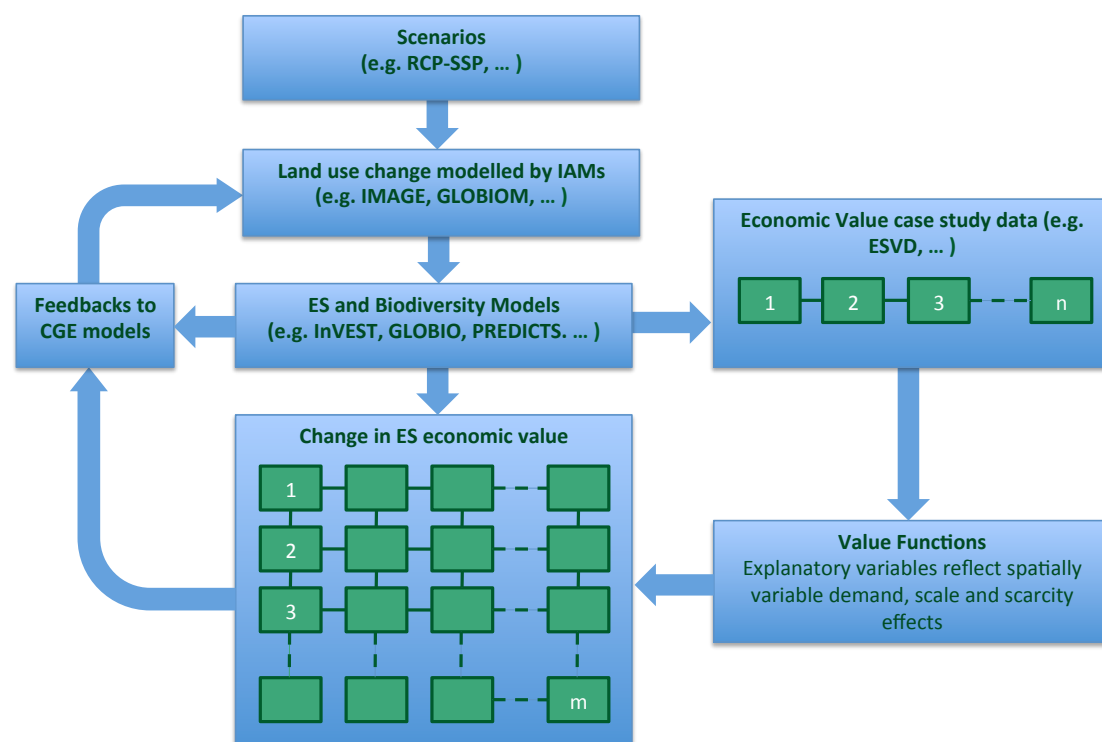 Scenarios
(e.g. RCP-SSP, ... )
Land use change modelled by IAMs
(e.g. IMAGE, GLOBIOM, ... )
Economic Value case study data (e.g.
ESVD, ... )
1 2 3 n
Feedbacks to
CGE models
ES and Biodiversity Models
(e.g. InVEST, GLOBIO, PREDICTS. ... )
Change in ES economic value
1
2
3
m
Value Functions
Explanatory variables reflect spatially
variable demand, scale and scarcity
effects